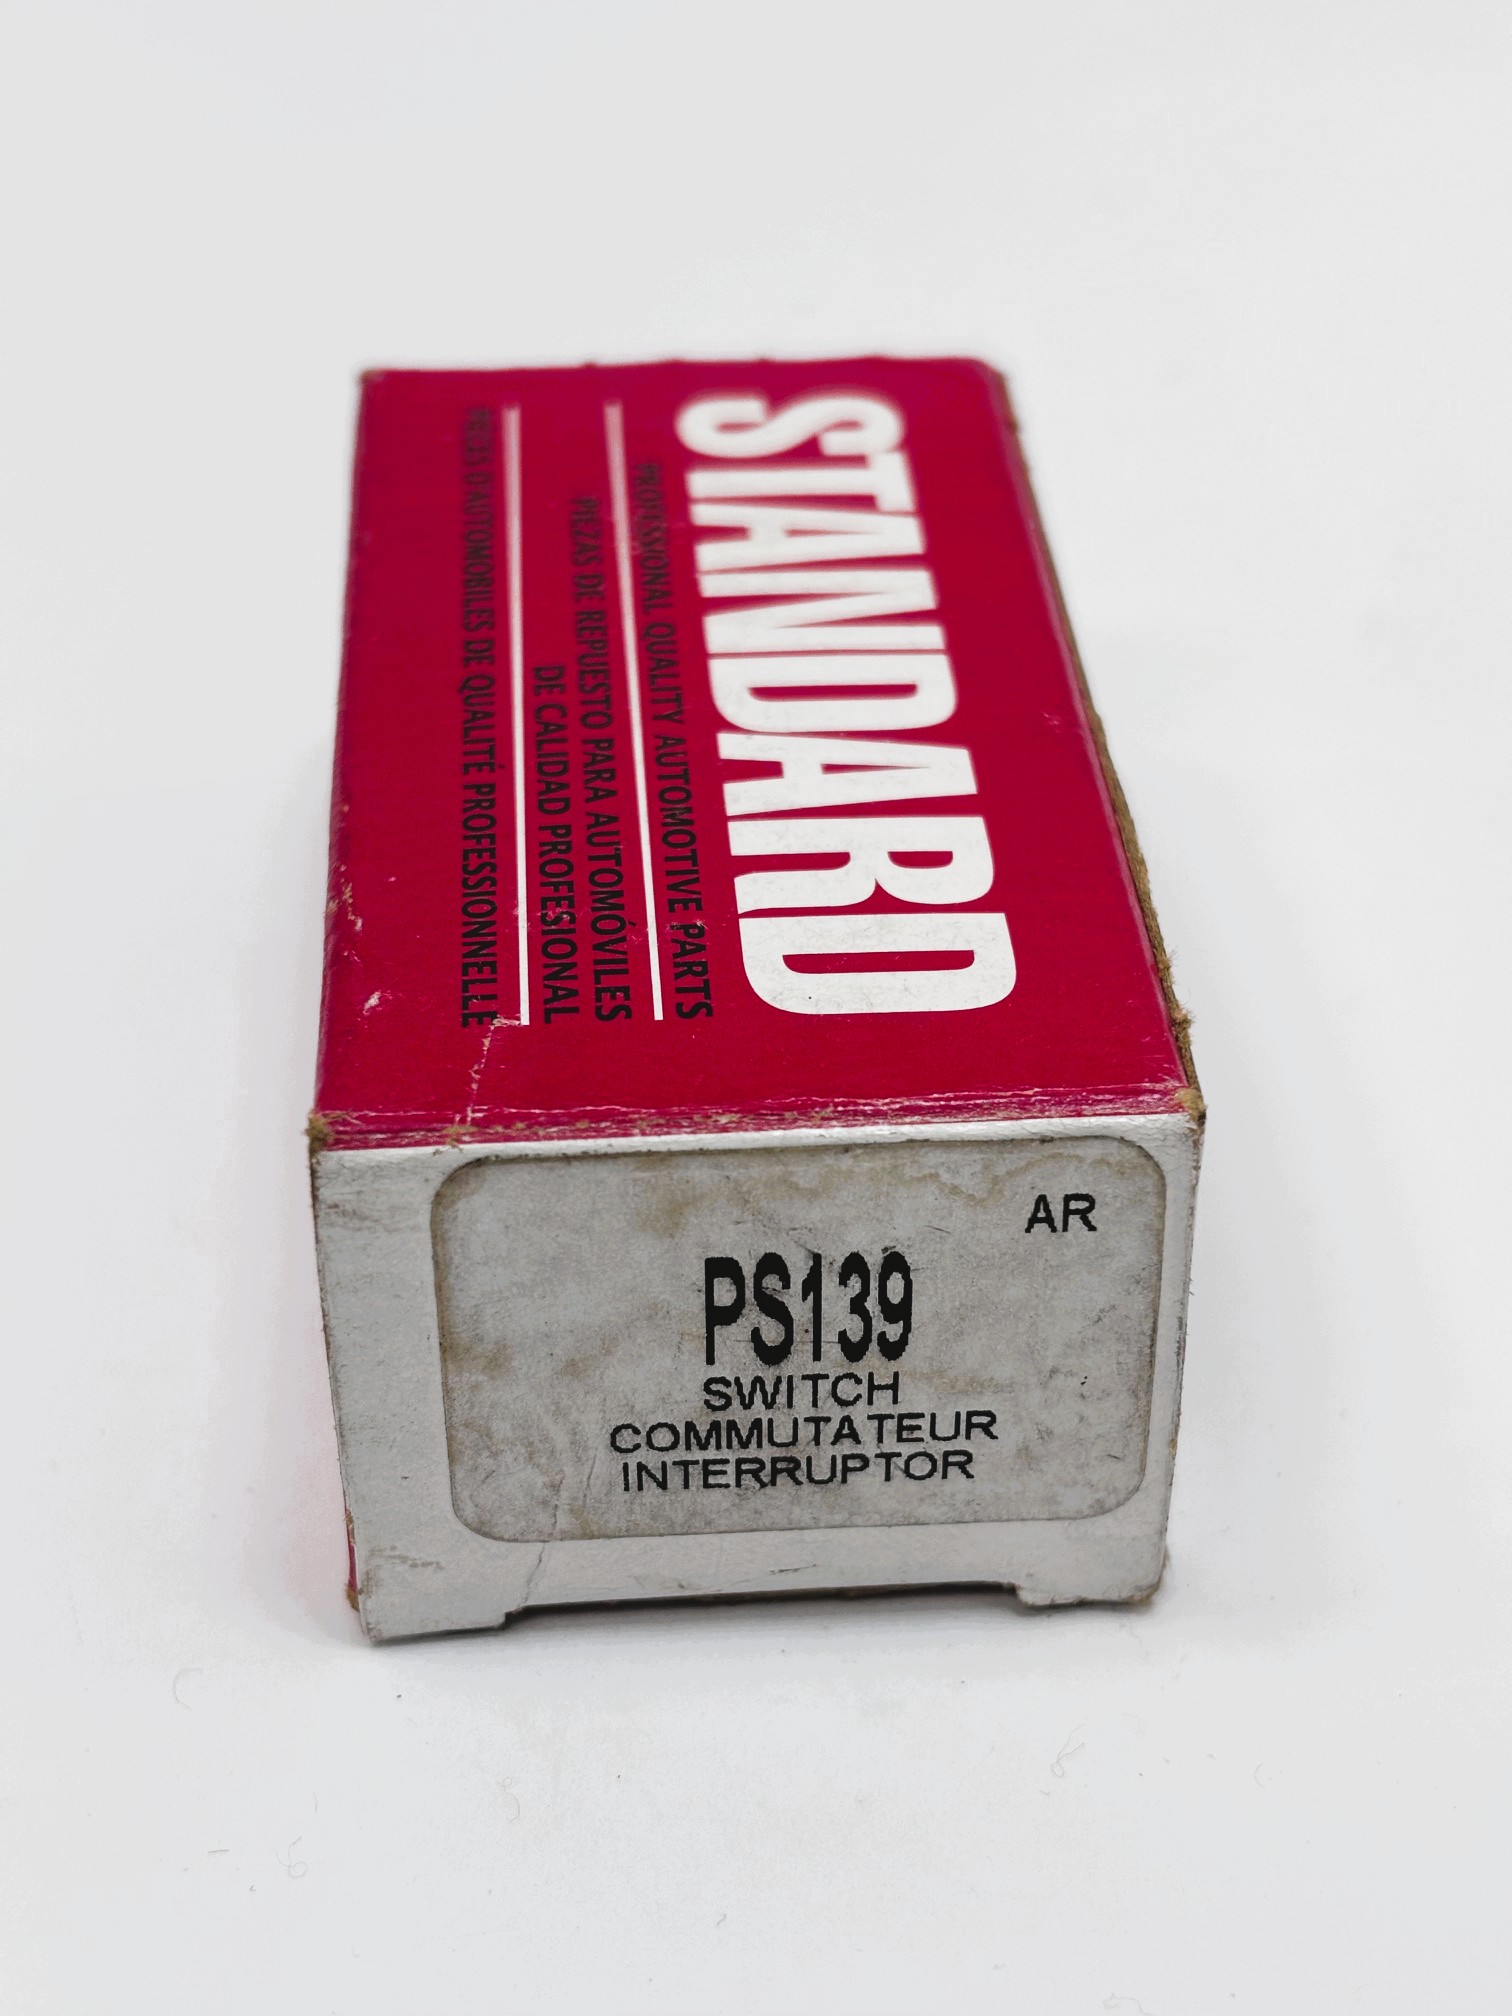 STANDARD
PROFESSIONAL QUALITY AUTOMOTIVE PARTS
PIEZAS DE REPUESTO PARA AUTOMÓVILES
DE CALIDAD PROFESIONAL
PIÈCES D'AUTOMOBILES DE QUALITÉ PROFESSIONNELLE
AR
PS139
SWITCH
COMMUTATEUR
INTERRUPTOR